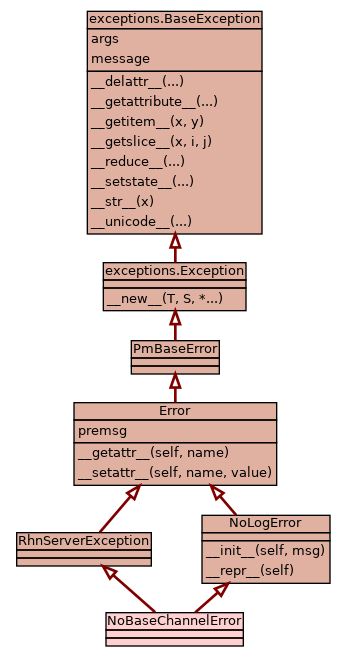 exceptions.BaseException
args
message
__delattr__(...)
__getattribute__(...)
__getitem__(x, y)
__getslice__(x, i, j)
__reduce__(...)
__setstate__(...)
__str__(x)
__unicode__(...)
exceptions.Exception
__new__(T, S, *...)
PmBaseError
Error
premsg
__getattr__(self, name)
__setattr__(self, name, value)
RhnServerException
NoLogError
__init__(self, msg)
__repr__(self)
NoBaseChannelError